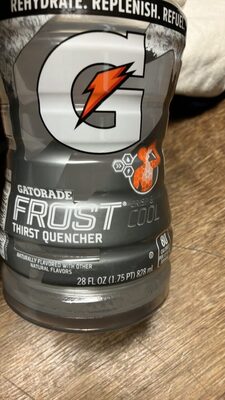 REHYDRATE. REPLENISH. REFUEL
G
GATORADE
FROST
CRISP &
COOL
THIRST QUENCHER
NATURALLY FLAVORED WITH OTHER
NATURAL FLAVORS
28 FL OZ (1.75 PT) 828 mL